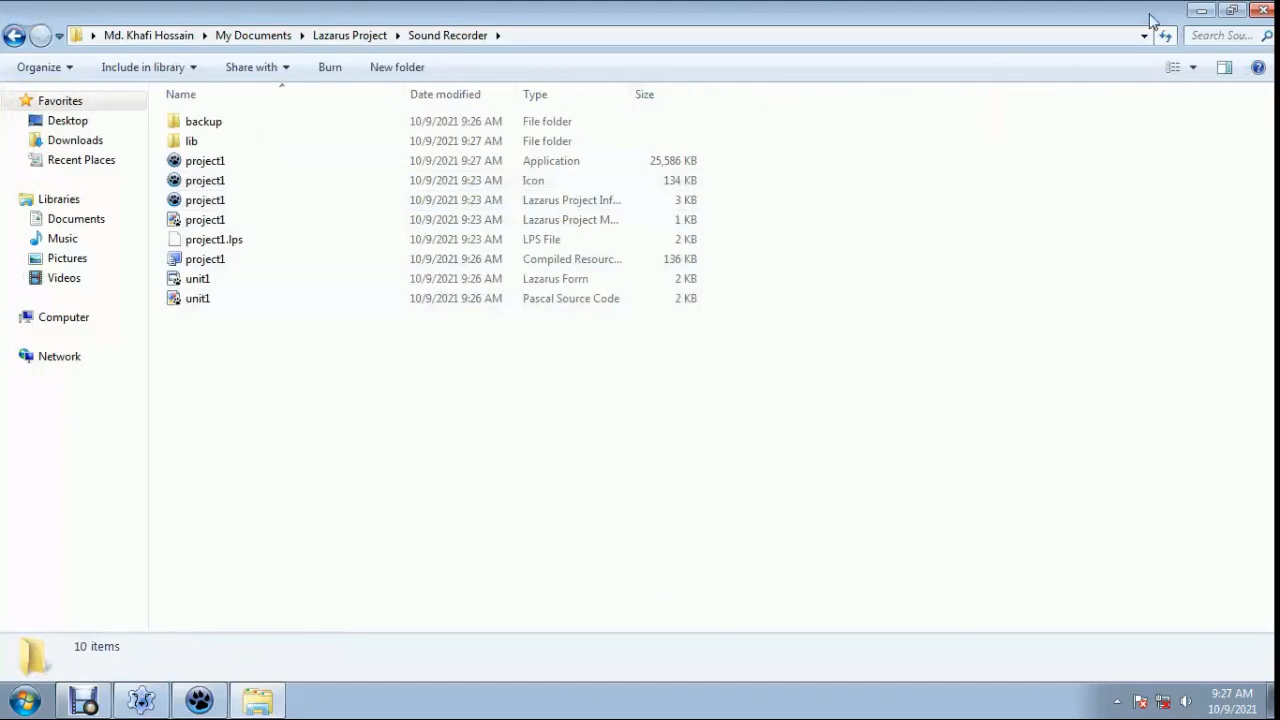 Md. Khafi Hossain My Documents Lazarus Project Sound Recorder Search Sou...
Organize Include in library Share with Burn New folder
Name Date modified Type Size
Favorites
Desktop
Downloads
Recent Places
Libraries
Documents
Music
Pictures
Videos
Computer
Network
backup 10/9/2021 9:26 AM File folder
lib 10/9/2021 9:27 AM File folder
project1 10/9/2021 9:27 AM Application 25,586 KB
project1 10/9/2021 9:23 AM Icon 134 KB
project1 10/9/2021 9:23 AM Lazarus Project Inf... 3 KB
project1 10/9/2021 9:23 AM Lazarus Project M... 1 KB
project1.lps 10/9/2021 9:23 AM LPS File 2 KB
project1 10/9/2021 9:26 AM Compiled Resourc... 136 KB
unit1 10/9/2021 9:26 AM Lazarus Form 2 KB
unit1 10/9/2021 9:26 AM Pascal Source Code 2 KB
10 items
9:27 AM
10/9/2021